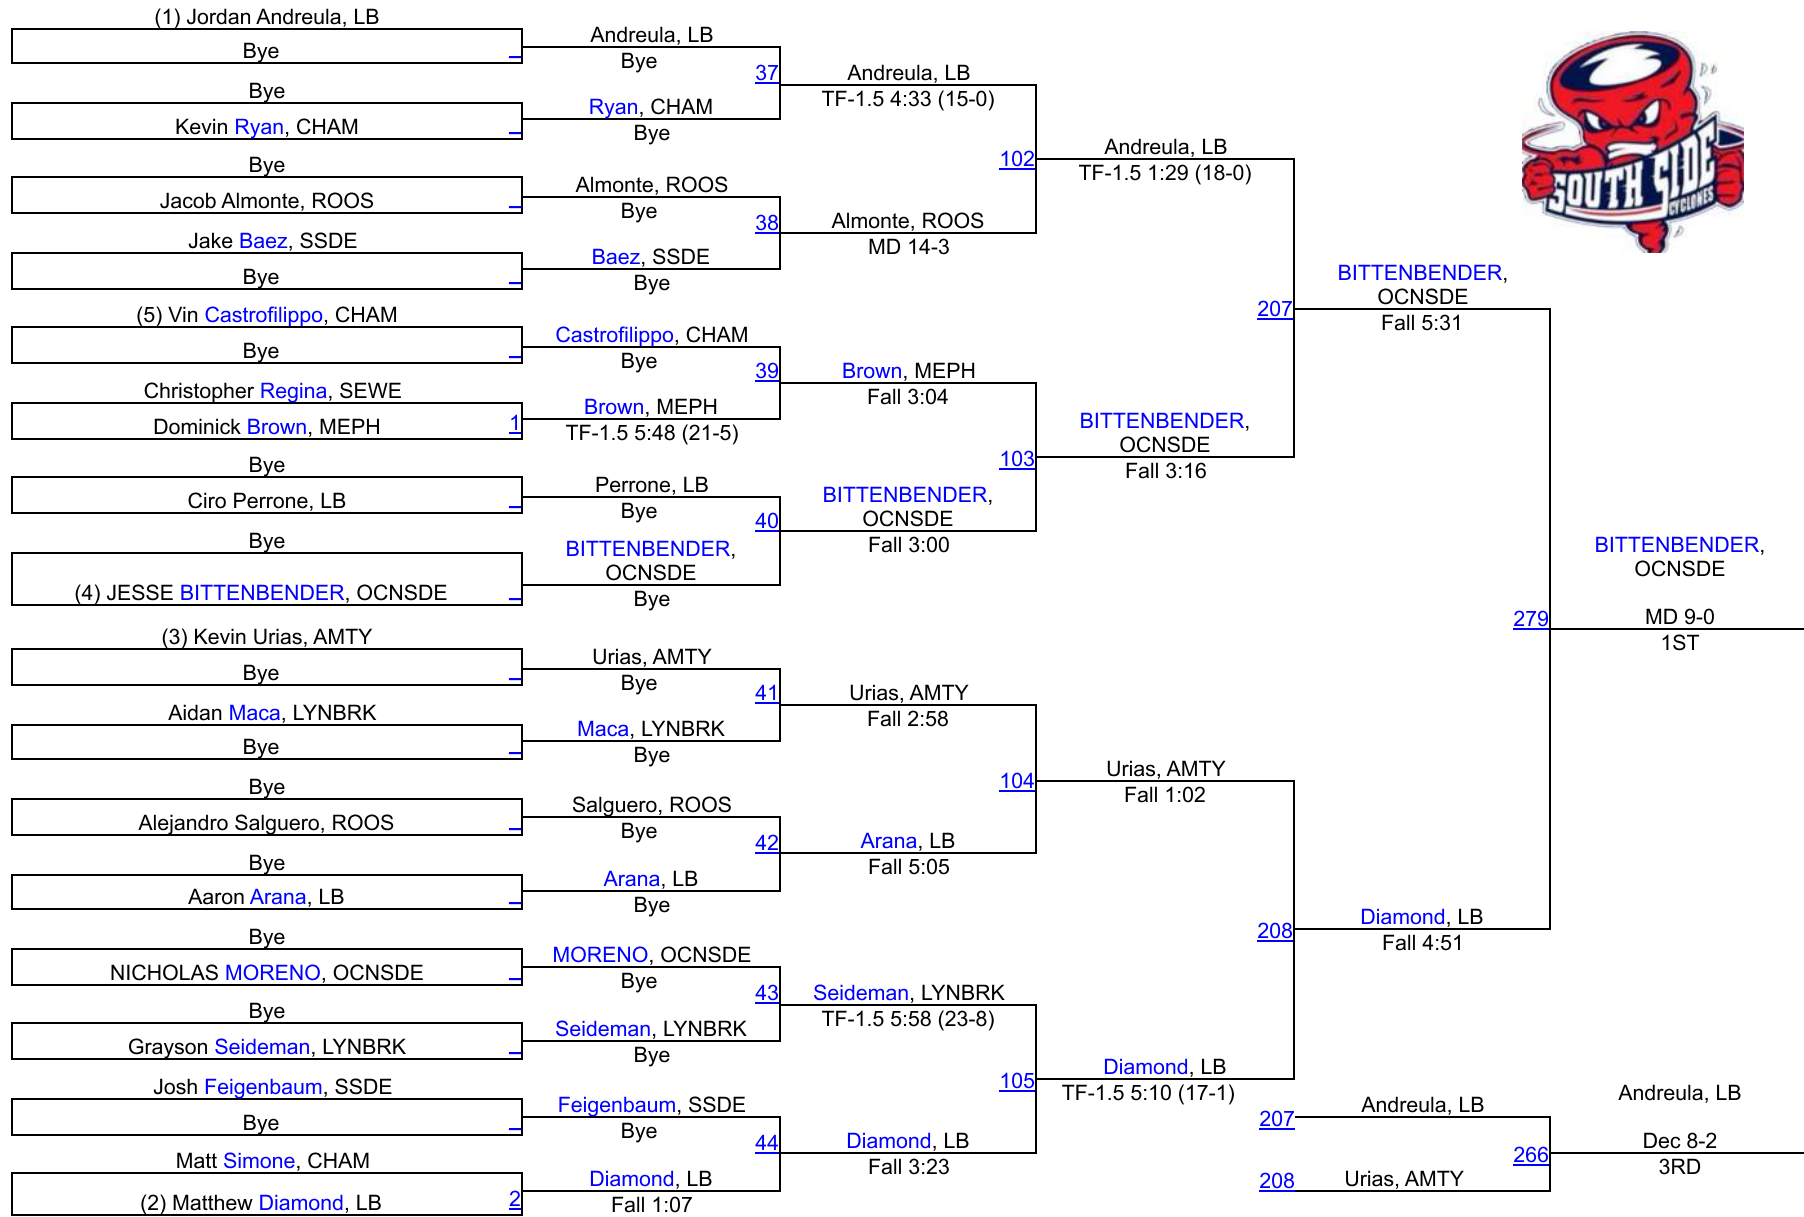 (1) Jordan Andreula, LB
Bye
Bye
Kevin Ryan, CHAM
Bye
Jacob Almonte, ROOS
Jake Baez, SSDE
Bye
(5) Vin Castrofilippo, CHAM
Bye
Christopher Regina, SEWE
Dominick Brown, MEPH
1
Bye
Ciro Perrone, LB
Bye
(4) JESSE BITTENBENDER, OCNSDE
(3) Kevin Urias, AMTY
Bye
Aidan Maca, LYNBRK
Bye
Bye
Alejandro Salguero, ROOS
Bye
Aaron Arana, LB
Bye
NICHOLAS MORENO, OCNSDE
Bye
Grayson Seideman, LYNBRK
Josh Feigenbaum, SSDE
Bye
Matt Simone, CHAM
(2) Matthew Diamond, LB
2
Andreula, LB
Bye
37
Ryan, CHAM
Bye
Almonte, ROOS
Bye
38
Baez, SSDE
Bye
Castrofilippo, CHAM
Bye
39
Brown, MEPH
TF-1.5 5:48 (21-5)
Perrone, LB
Bye
40
BITTENBENDER,
OCNSDE
Bye
Urias, AMTY
Bye
41
Maca, LYNBRK
Bye
Salguero, ROOS
Bye
42
Arana, LB
Bye
MORENO, OCNSDE
Bye
43
Seideman, LYNBRK
Bye
Feigenbaum, SSDE
Bye
44
Diamond, LB
Fall 1:07
Andreula, LB
TF-1.5 4:33 (15-0)
102
Almonte, ROOS
MD 14-3
Brown, MEPH
Fall 3:04
103
BITTENBENDER,
OCNSDE
Fall 3:00
Urias, AMTY
Fall 2:58
104
Arana, LB
Fall 5:05
Seideman, LYNBRK
TF-1.5 5:58 (23-8)
105
Diamond, LB
Fall 3:23
Andreula, LB
TF-1.5 1:29 (18-0)
207
BITTENBENDER,
OCNSDE
Fall 3:16
Urias, AMTY
Fall 1:02
208
Diamond, LB
TF-1.5 5:10 (17-1)
BITTENBENDER,
OCNSDE
Fall 5:31
279
Diamond, LB
Fall 4:51
BITTENBENDER,
OCNSDE
MD 9-0
1ST
207
Andreula, LB
266
208
Urias, AMTY
Andreula, LB
Dec 8-2
3RD
SOUTH SIDE
CYCLONES